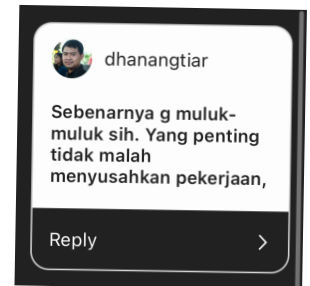 dhanangtiar
Sebenarnya g muluk-
muluk sih. Yang penting
tidak malah
menyusahkan pekerjaan,
Reply